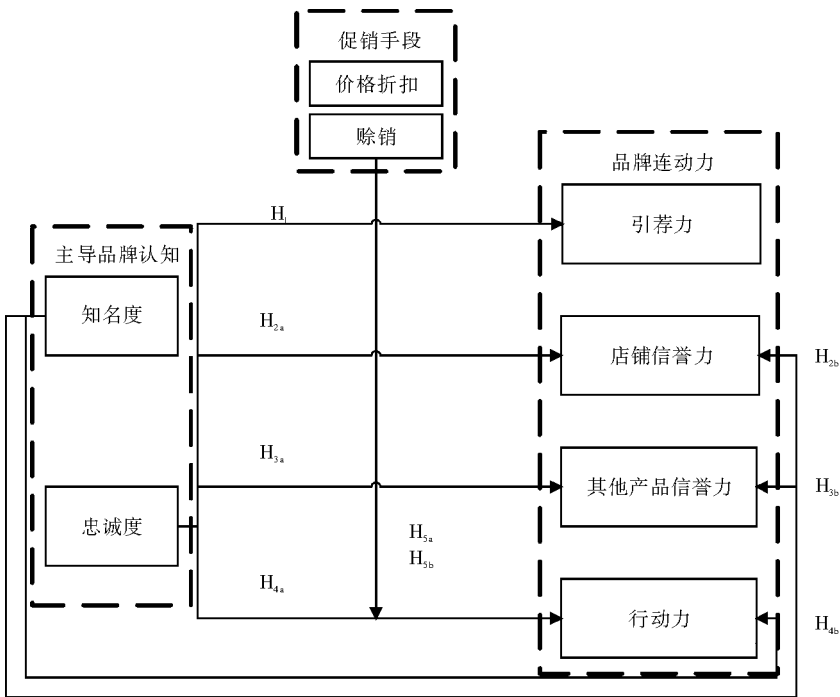 促销手段
价格折扣
赊销
品牌连动力
引荐力
H1
主导品牌认知
知名度
H2a
店铺信誉力
H2b
H3a
其他产品信誉力
H3b
忠诚度
H5a
H5b
H4a
行动力
H4b